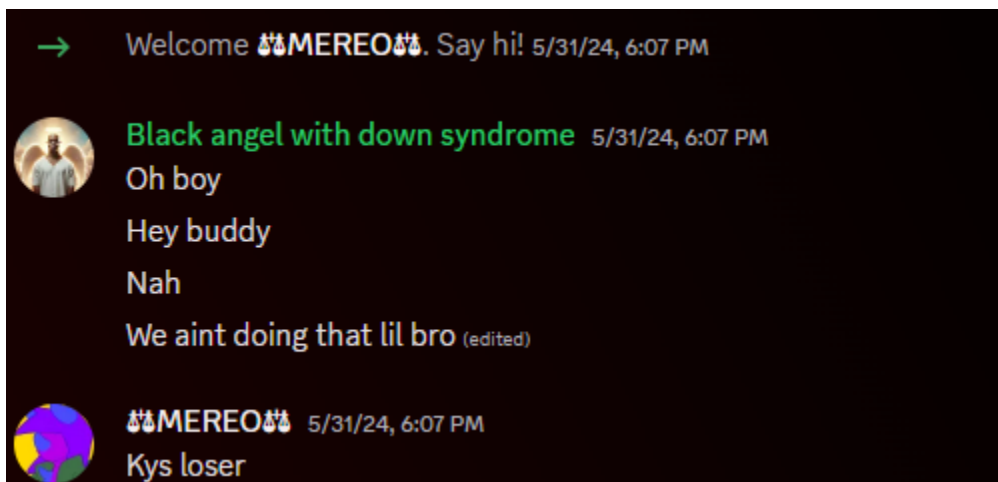 → Welcome ⚖⚖MEREO⚖⚖. Say hi! 5/31/24, 6:07 PM
Black angel with down syndrome 5/31/24, 6:07 PM
Oh boy
Hey buddy
Nah
We aint doing that lil bro (edited)
⚖⚖MEREO⚖⚖ 5/31/24, 6:07 PM
Kys loser